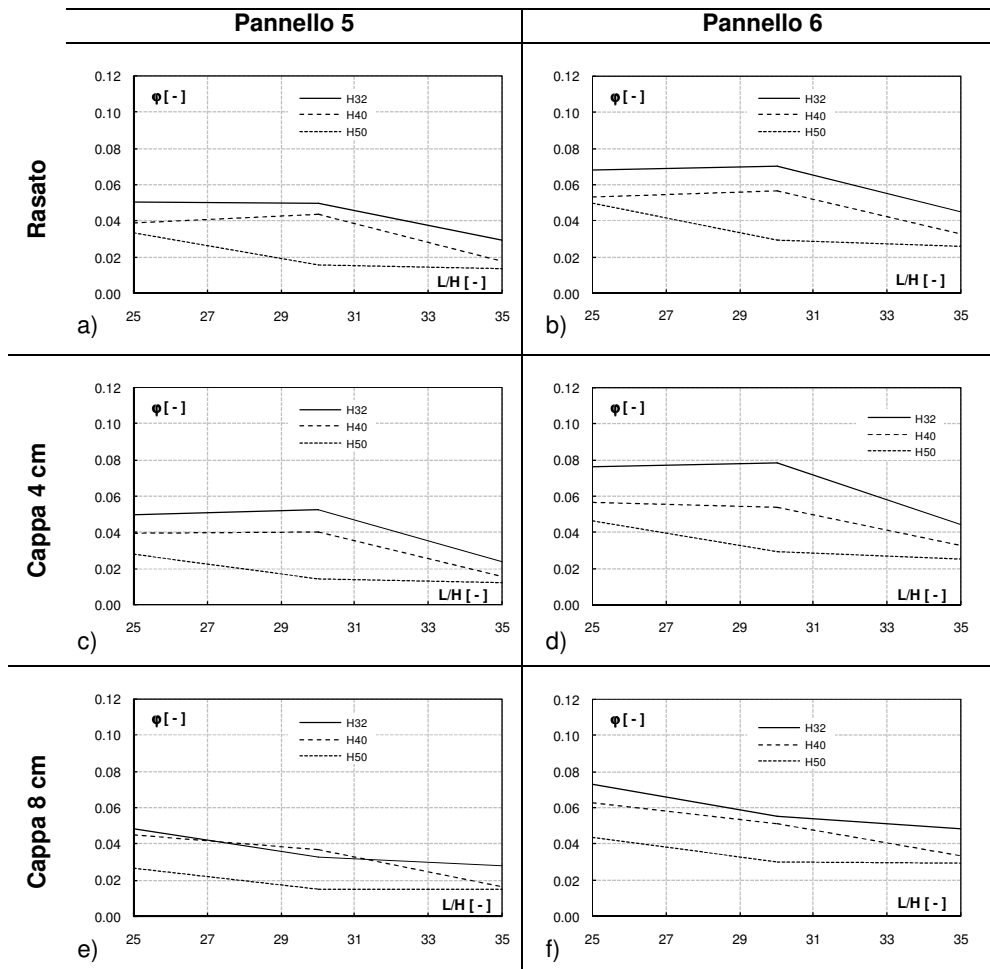 Pannello 5
Pannello 6
Rasato
0.12
0.10
0.08
0.06
0.04
0.02
0.00
φ [ - ]
H32
H40
H50
L/H [ - ]
25 27 29 31 33 35
a)
0.12
0.10
0.08
0.06
0.04
0.02
0.00
φ [ - ]
H32
H40
H50
L/H [ - ]
25 27 29 31 33 35
b)
Cappa 4 cm
0.12
0.10
0.08
0.06
0.04
0.02
0.00
φ [ - ]
H32
H40
H50
L/H [ - ]
25 27 29 31 33 35
c)
0.12
0.10
0.08
0.06
0.04
0.02
0.00
φ [ - ]
H32
H40
H50
L/H [ - ]
25 27 29 31 33 35
d)
Cappa 8 cm
0.12
0.10
0.08
0.06
0.04
0.02
0.00
φ [ - ]
H32
H40
H50
L/H [ - ]
25 27 29 31 33 35
e)
0.12
0.10
0.08
0.06
0.04
0.02
0.00
φ [ - ]
H32
H40
H50
L/H [ - ]
25 27 29 31 33 35
f)